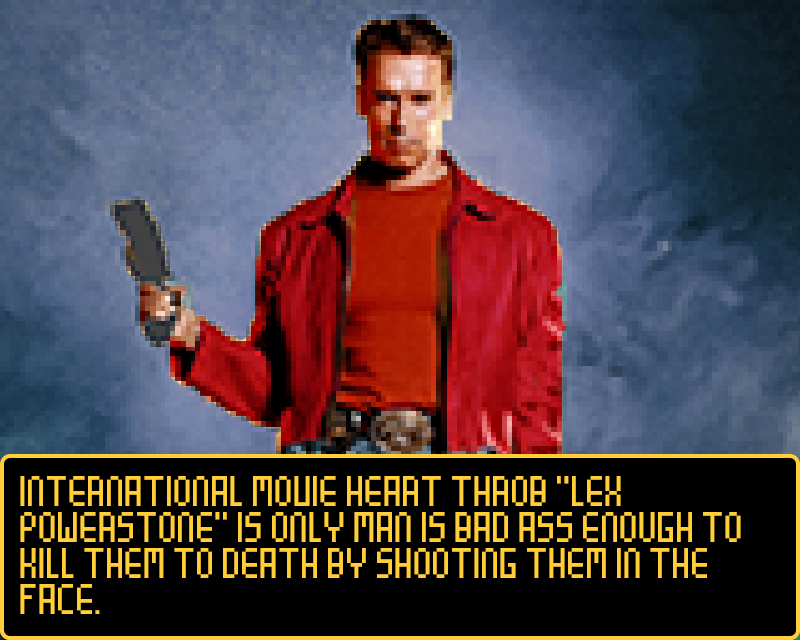 INTERNATIONAL MOVIE HEART THROB "LEX
POWERSTONE" IS ONLY MAN IS BAD ASS ENOUGH TO
KILL THEM TO DEATH BY SHOOTING THEM IN THE
FACE.